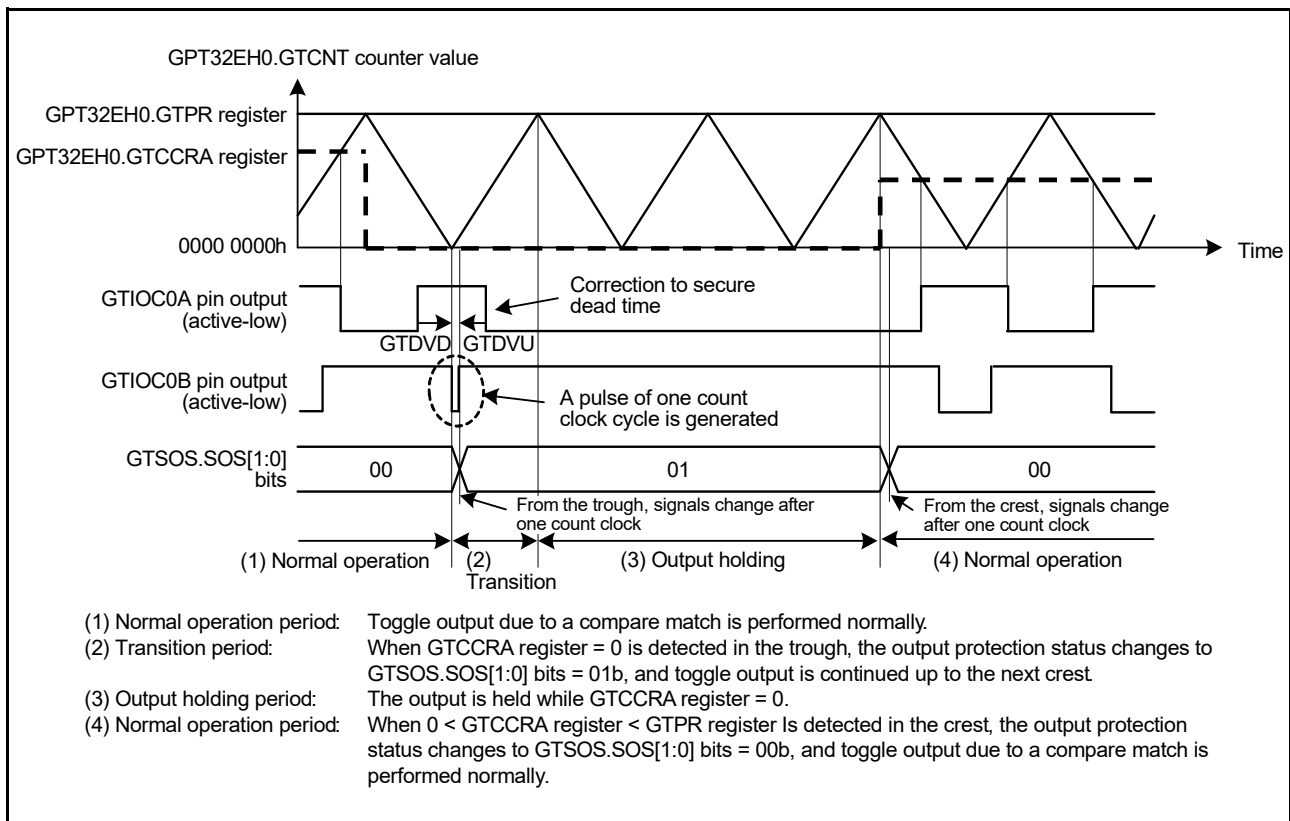 GPT32EH0.GTCNT counter value
GPT32EH0.GTPR register
GPT32EH0.GTCCRA register
0000 0000h
Time
GTIOC0A pin output
(active-low)
Correction to secure
dead time
GTDVD
GTDVU
GTIOC0B pin output
(active-low)
A pulse of one count
clock cycle is generated
GTSOS.SOS[1:0]
bits
00
01
00
From the trough, signals change after
one count clock
From the crest, signals change
after one count clock
(1) Normal operation
(2)
Transition
(3) Output holding
(4) Normal operation
(1) Normal operation period: Toggle output due to a compare match is performed normally.
(2) Transition period: When GTCCRA register = 0 is detected in the trough, the output protection status changes to
GTSOS.SOS[1:0] bits = 01b, and toggle output is continued up to the next crest.
(3) Output holding period: The output is held while GTCCRA register = 0.
(4) Normal operation period: When 0 < GTCCRA register < GTPR register Is detected in the crest, the output protection
status changes to GTSOS.SOS[1:0] bits = 00b, and toggle output due to a compare match is
performed normally.